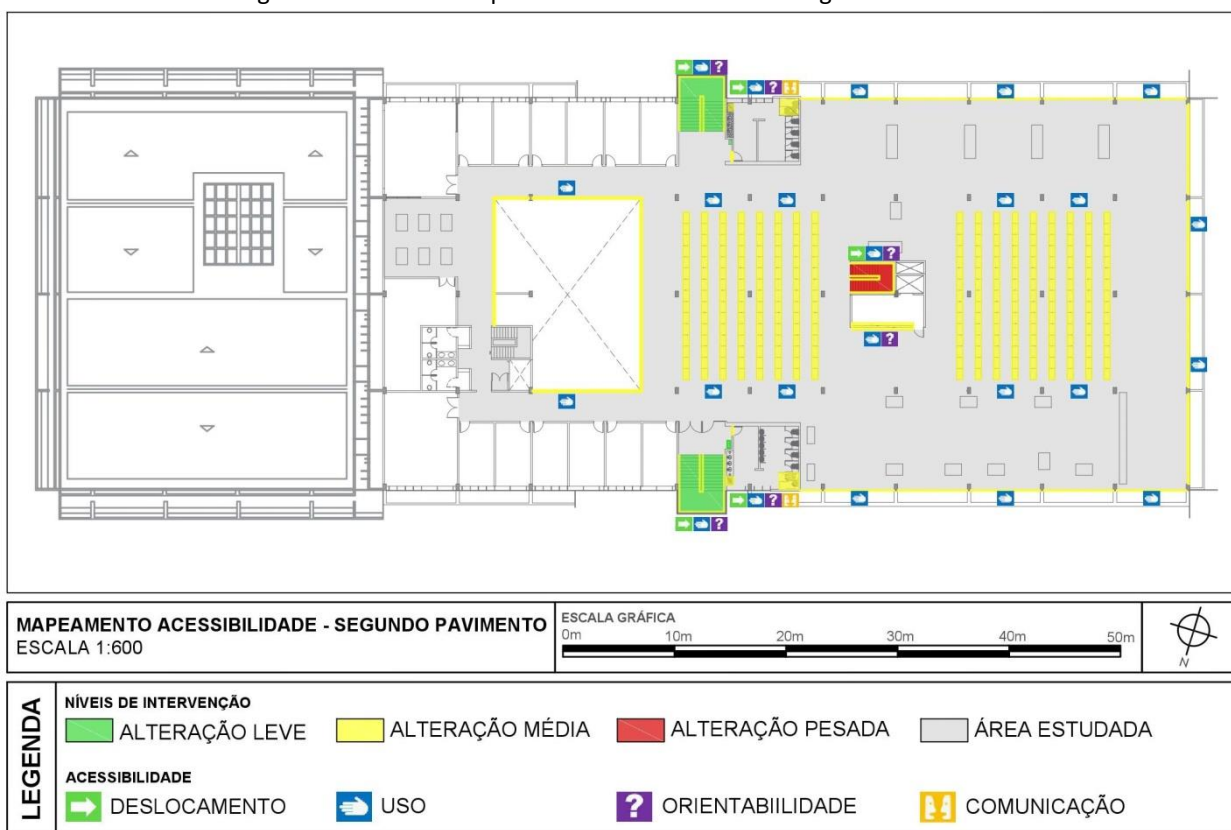 MAPEAMENTO ACESSIBILIDADE - SEGUNDO PAVIMENTO
ESCALA 1:600
ESCALA GRÁFICA
0m 10m 20m 30m 40m 50m
N
LEGENDA
NÍVEIS DE INTERVENÇÃO
ALTERAÇÃO LEVE ALTERAÇÃO MÉDIA ALTERAÇÃO PESADA ÁREA ESTUDADA
ACESSIBILIDADE
DESLOCAMENTO USO ORIENTABIILIDADE COMUNICAÇÃO